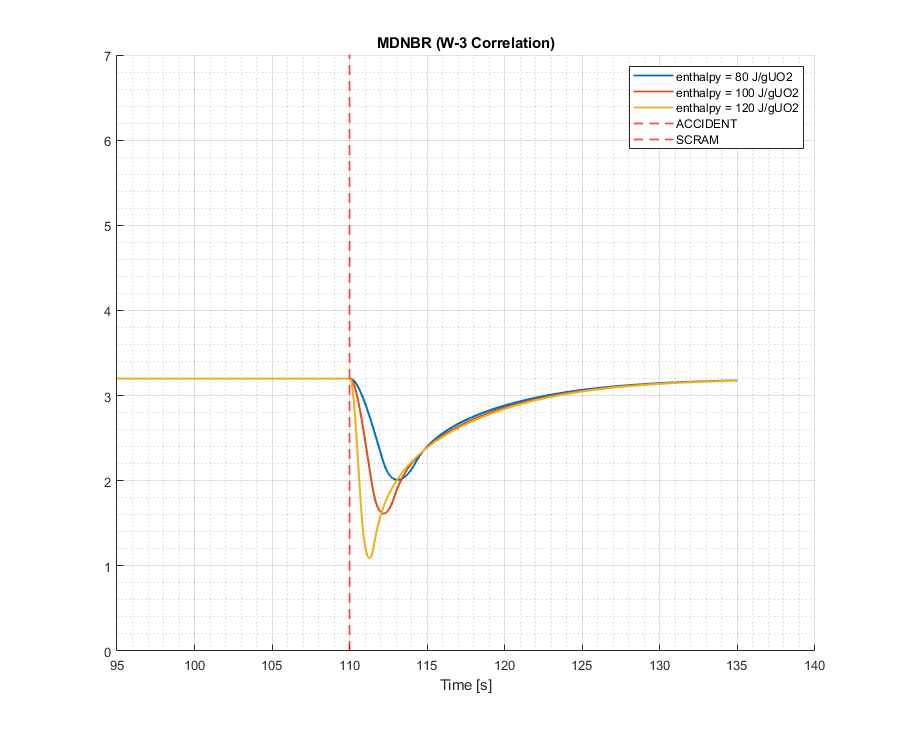 MDNBR (W-3 Correlation)
7
6
5
4
3
2
1
0
enthalpy = 80 J/gUO2
enthalpy = 100 J/gUO2
enthalpy = 120 J/gUO2
ACCIDENT
SCRAM
95 100 105 110 115 120 125 130 135 140
Time [s]